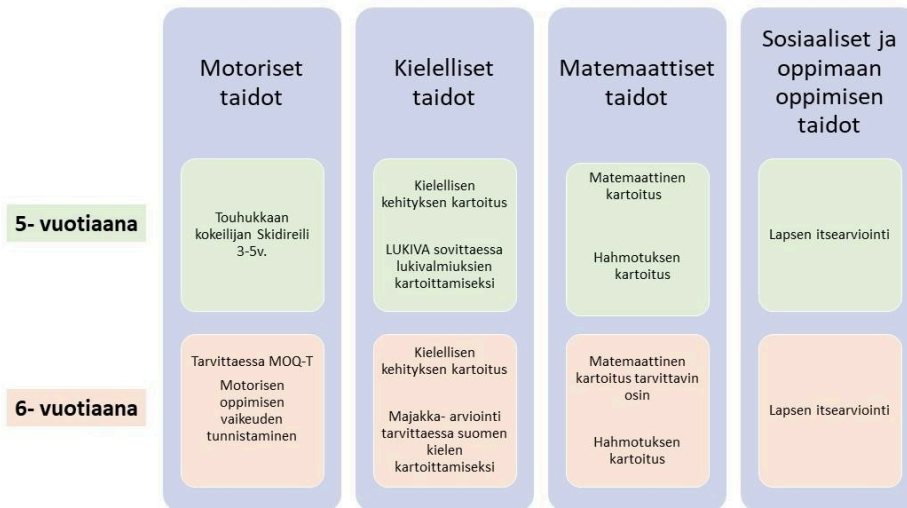 Motoriset
taidot
Kielelliset
taidot
Matemaattiset
taidot
Sosiaaliset ja
oppimaan
oppimisen
taidot
5- vuotiaana
Touhukkaan
kokeilijan Skidireili
3-5v.
Kielellisen
kehityksen kartoitus
LUKIVA sovittaessa
lukivalmiuksien
kartoittamiseksi
Matemaattinen
kartoitus
Hahmotuksen
kartoitus
Lapsen itsearviointi
6- vuotiaana
Tarvittaessa MOQ-T
Motorisen
oppimisen
vaikeuden
tunnistaminen
Kielellisen
kehityksen kartoitus
Majakka- arviointi
tarvittaessa suomen
kielen
kartoittamiseksi
Matemaattinen
kartoitus tarvittavin
osin
Hahmotuksen
kartoitus
Lapsen itsearviointi